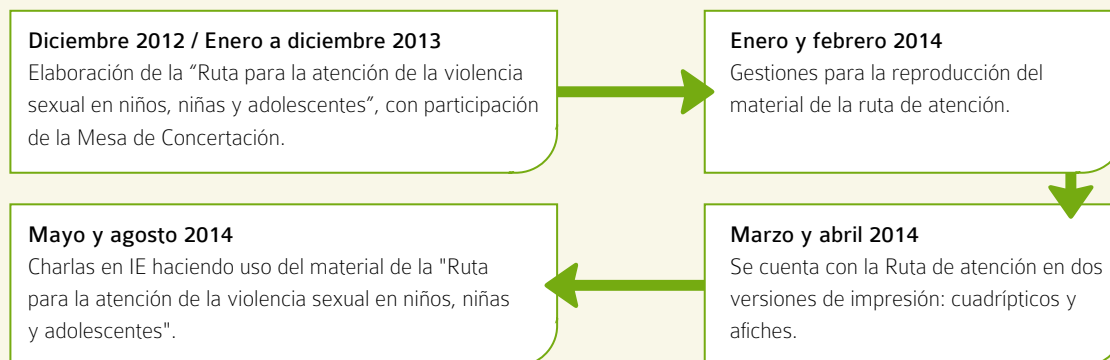 Diciembre 2012 / Enero a diciembre 2013
Elaboración de la “Ruta para la atención de la violencia
sexual en niños, niñas y adolescentes”, con participación
de la Mesa de Concertación.
Enero y febrero 2014
Gestiones para la reproducción del
material de la ruta de atención.
Marzo y abril 2014
Se cuenta con la Ruta de atención en dos
versiones de impresión: cuadrípticos y
afiches.
Mayo y agosto 2014
Charlas en IE haciendo uso del material de la "Ruta
para la atención de la violencia sexual en niños, niñas
y adolescentes".